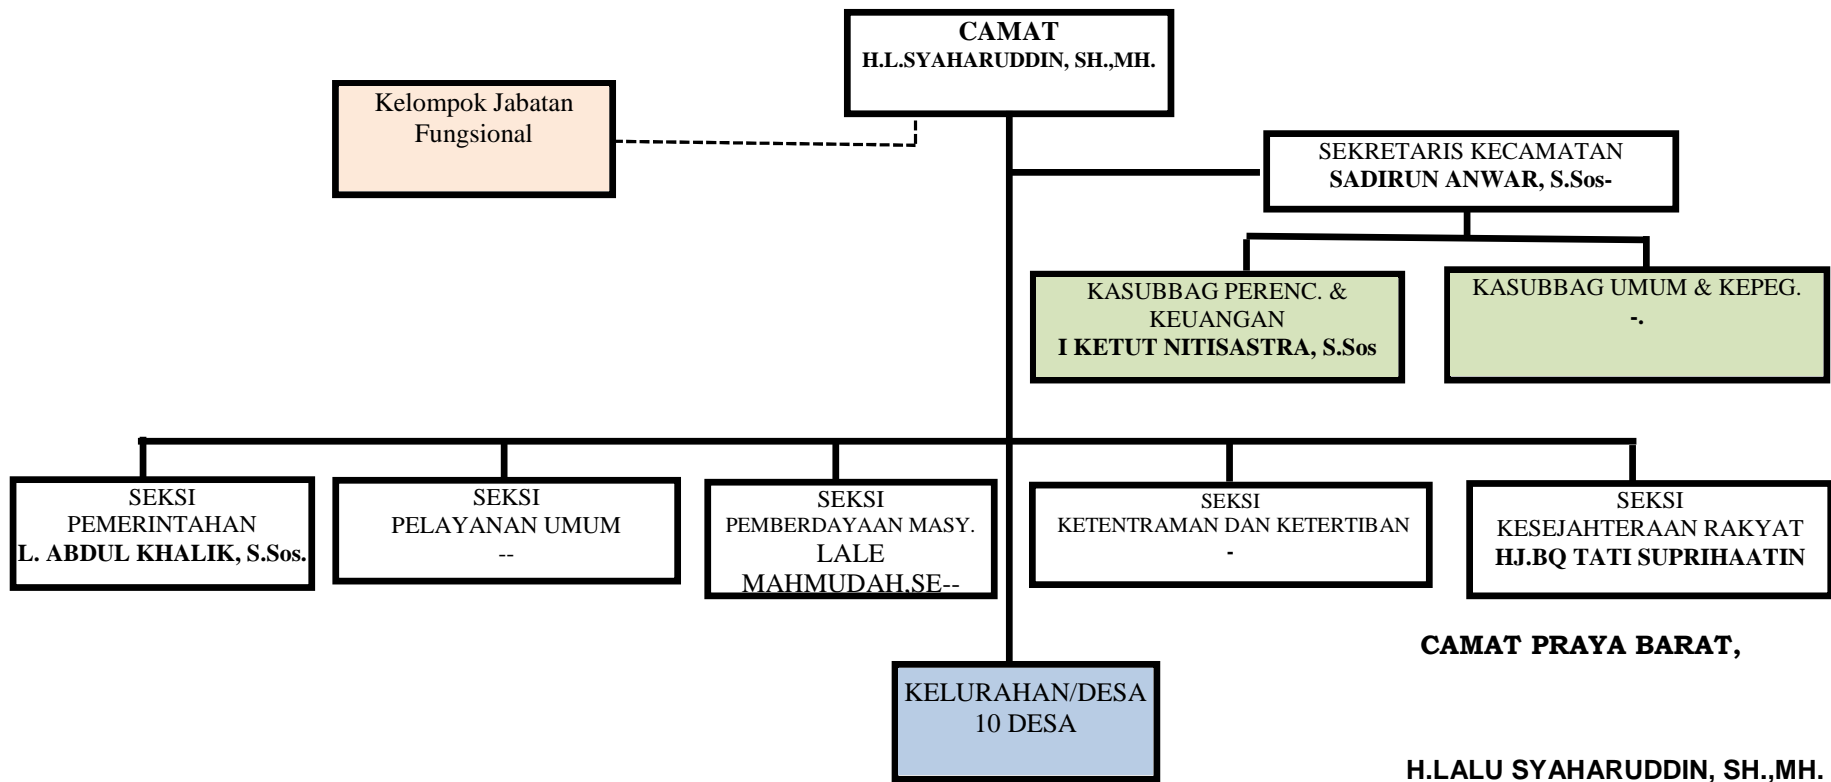 CAMAT
H.L.SYAHARUDDIN, SH.,MH.
Kelompok Jabatan
Fungsional
SEKRETARIS KECAMATAN
SADIRUN ANWAR, S.Sos-
KASUBBAG PERENC. &
KEUANGAN
I KETUT NITISASTRA, S.Sos
KASUBBAG UMUM & KEPEG.
-.
SEKSI
PEMERINTAHAN
L. ABDUL KHALIK, S.Sos.
SEKSI
PELAYANAN UMUM
--
SEKSI
PEMBERDAYAAN MASY.
LALE
MAHMUDAH,SE--
SEKSI
KETENTRAMAN DAN KETERTIBAN
-
SEKSI
KESEJAHTERAAN RAKYAT
HJ.BQ TATI SUPRIHAATIN
KELURAHAN/DESA
10 DESA
CAMAT PRAYA BARAT,
H.LALU SYAHARUDDIN, SH.,MH.